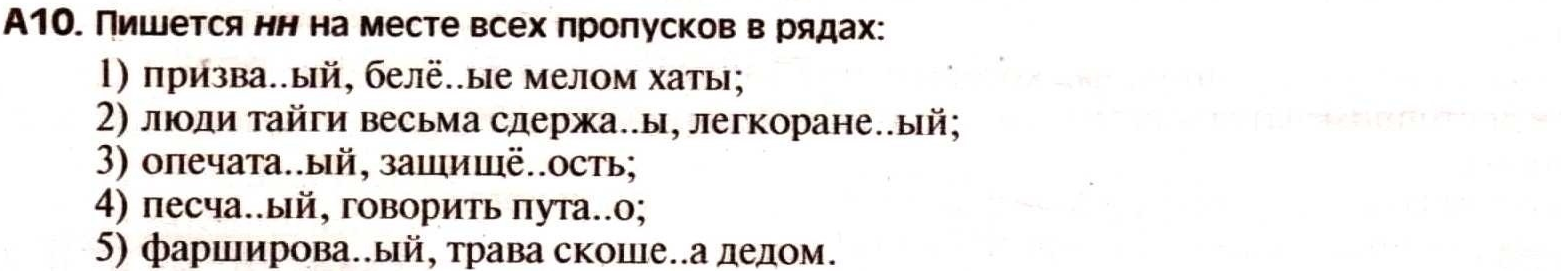 А10. Пишется нн на месте всех пропусков в рядах:
1) призва..ый, белё..ые мелом хаты;
2) люди тайги весьма сдержа..ы, легкоране..ый;
3) опечата..ый, защищё..ость;
4) песча..ый, говорить пута..о;
5) фарширова..ый, трава скоше..а дедом.